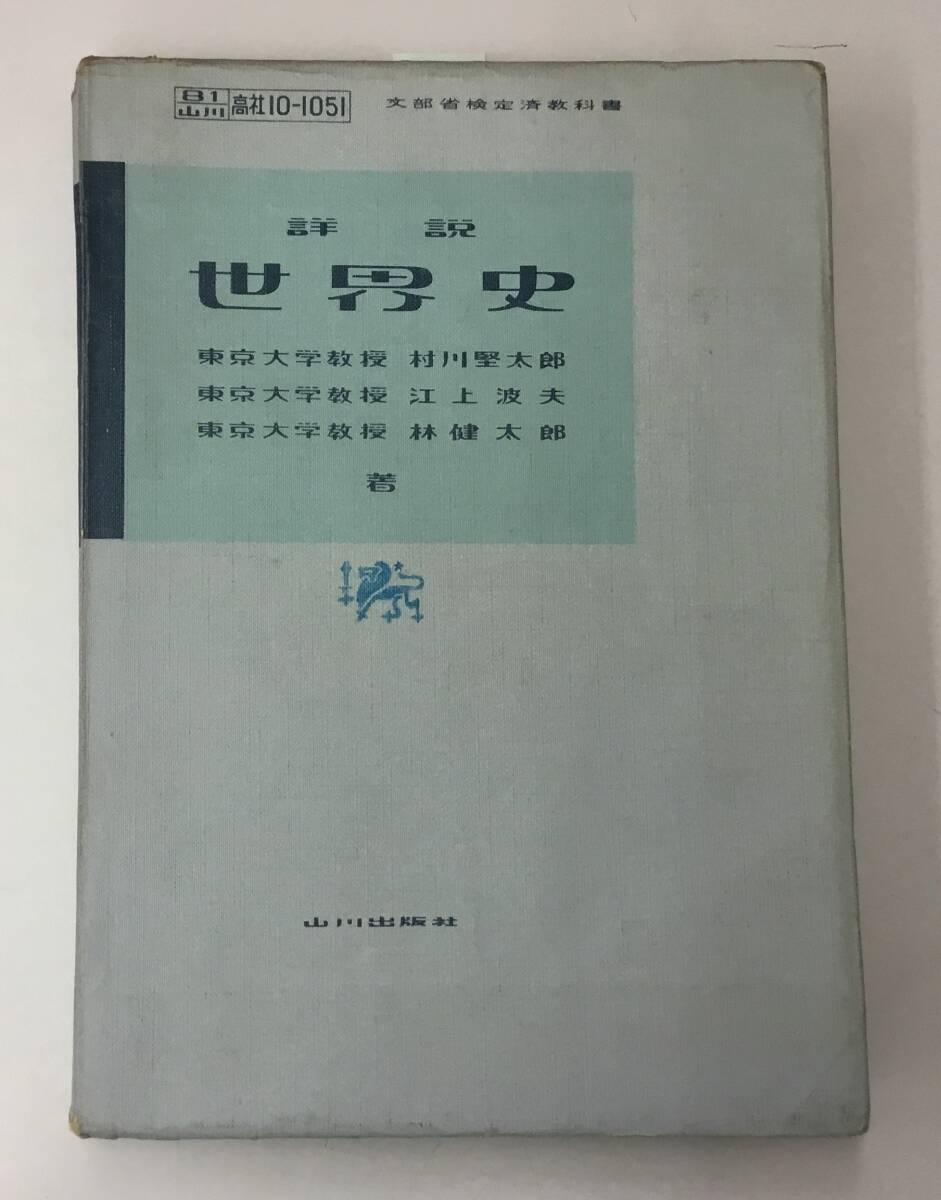 81
山川
高社10-1051
文部省検定済教科書
詳説
世界史
東京大学教授 村川堅太郎
東京大学教授 江上波夫
東京大学教授 林健太郎
著
山川出版社